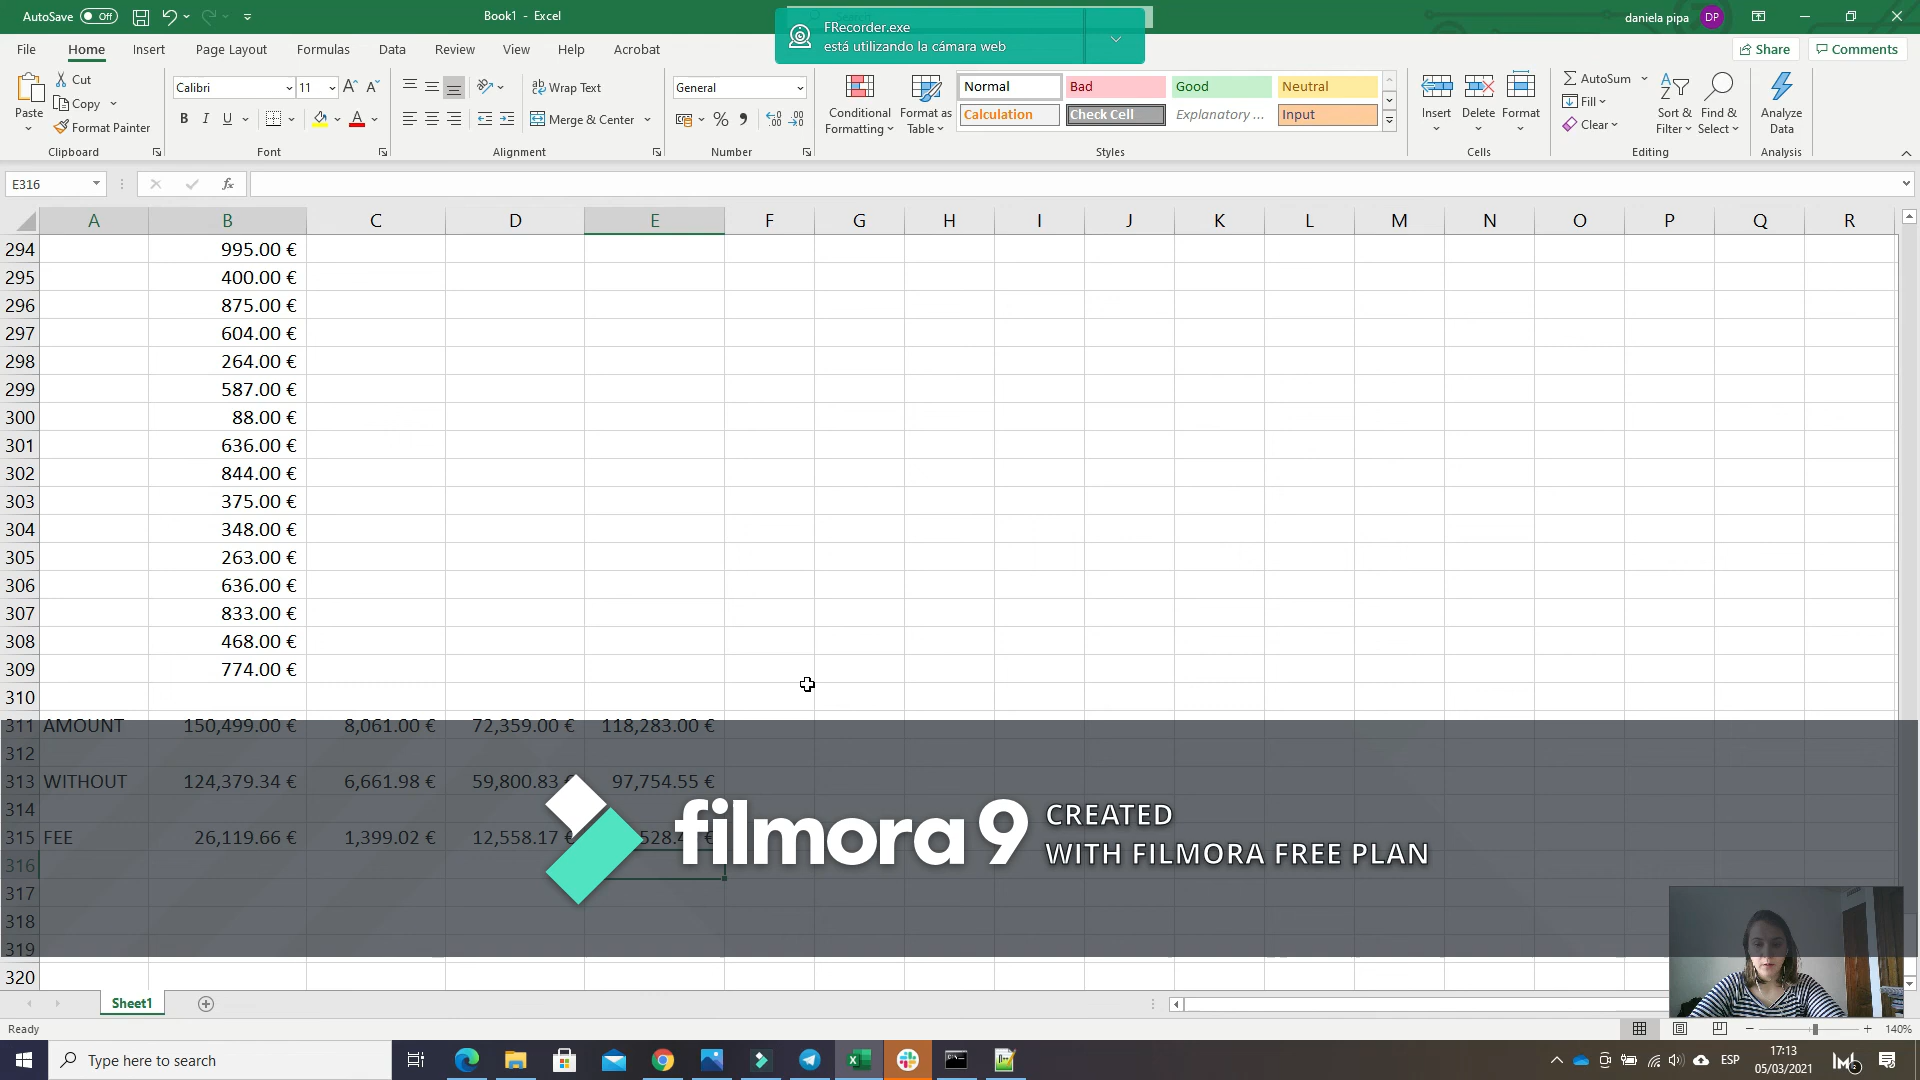 AutoSave Off Book1 - Excel daniela pipa DP
FRecorder.exe
está utilizando la cámara web
File Home Insert Page Layout Formulas Data Review View Help Acrobat Share Comments
Cut
Copy
Format Painter
Paste
Clipboard
Calibri 11
B I U
Font
Wrap Text
Merge & Center
Alignment
General
%
Number
Conditional Formatting
Format as Table
Normal Bad Good Neutral
Calculation Check Cell Explanatory ... Input
Styles
Insert Delete Format
Cells
AutoSum
Fill
Clear
Sort & Filter
Find & Select
Editing
Analyze Data
Analysis
E316 fx
A B C D E F G H I J K L M N O P Q R
294 995.00 €
295 400.00 €
296 875.00 €
297 604.00 €
298 264.00 €
299 587.00 €
300 88.00 €
301 636.00 €
302 844.00 €
303 375.00 €
304 348.00 €
305 263.00 €
306 636.00 €
307 833.00 €
308 468.00 €
309 774.00 €
310
311 AMOUNT 150,499.00 € 8,061.00 € 72,359.00 € 118,283.00 €
312
313 WITHOUT 124,379.34 € 6,661.98 € 59,800.83 € 97,754.55 €
314
315 FEE 26,119.66 € 1,399.02 € 12,558.17 €
316
317
318
319
320
filmora 9
CREATED
WITH FILMORA FREE PLAN
Sheet1
Ready 140%
Type here to search
ESP
17:13
05/03/2021